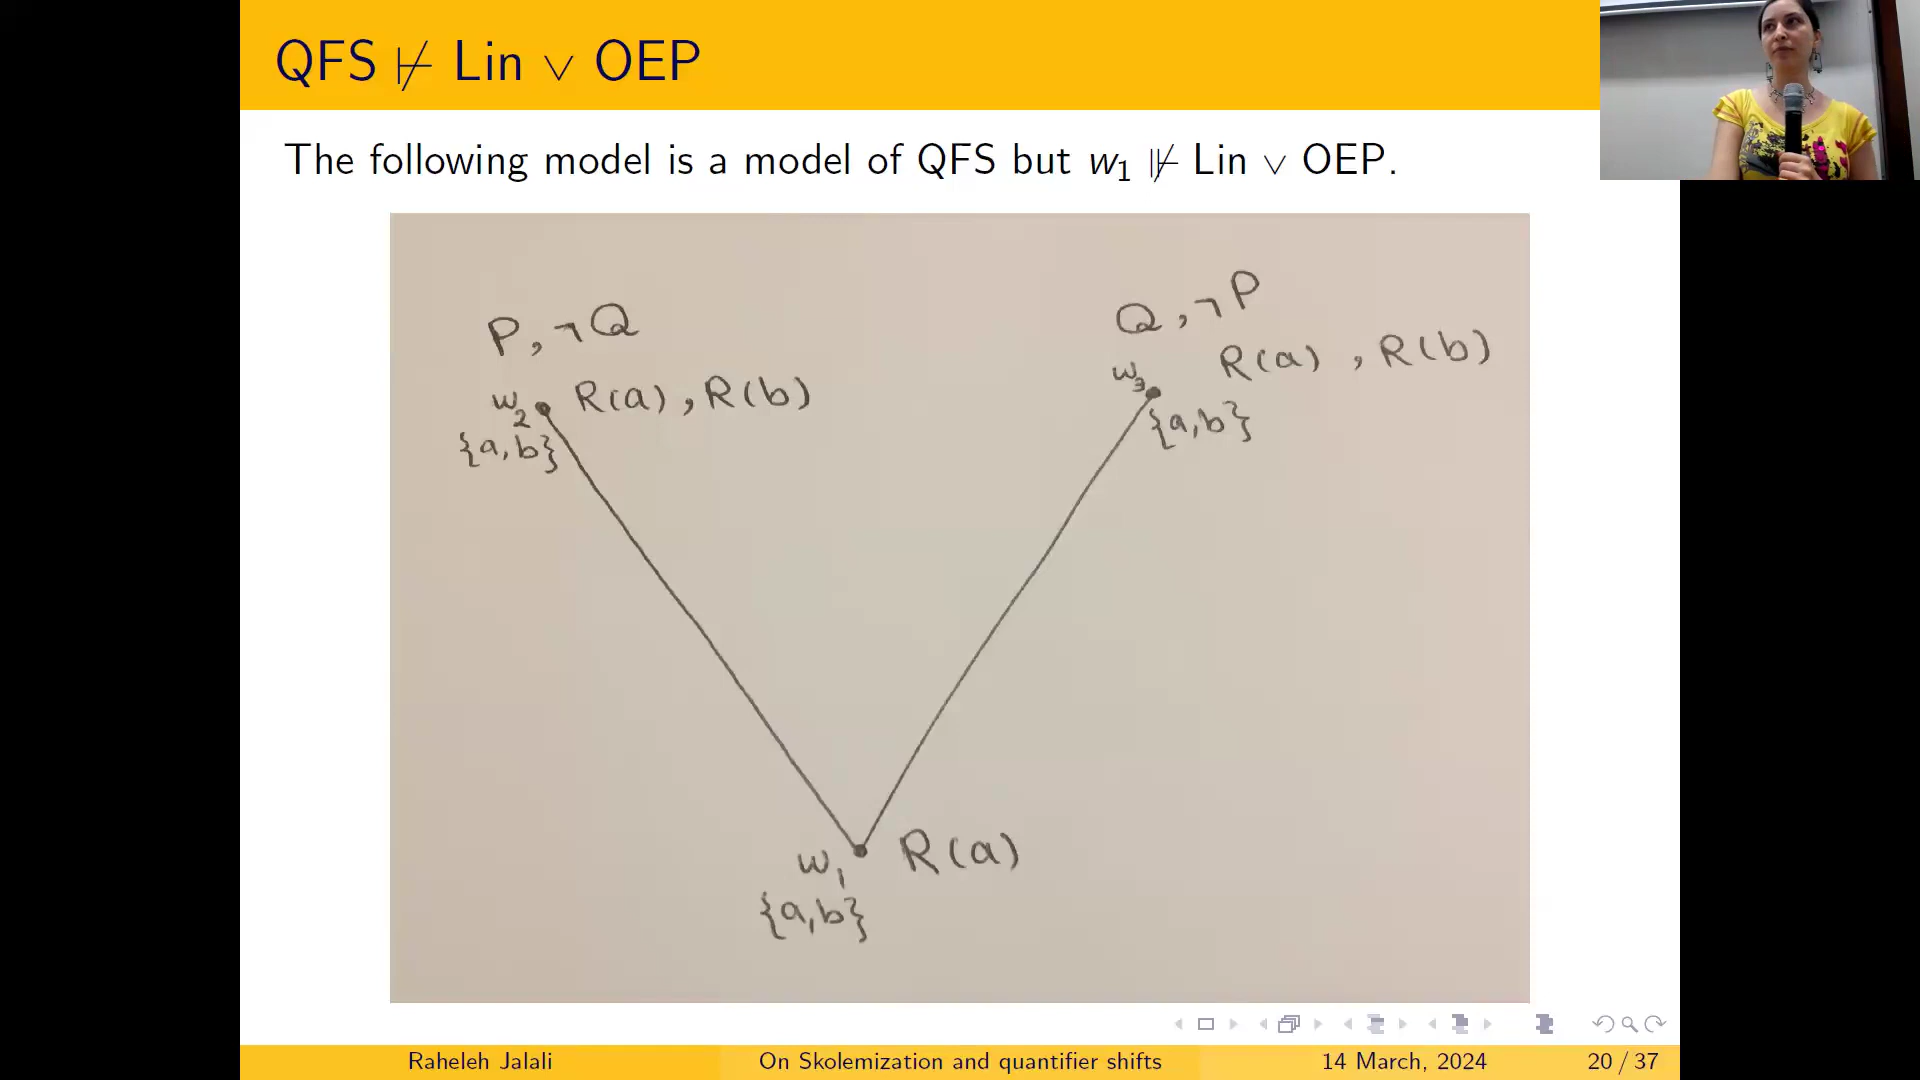 QFS ⊬ Lin ∨ OEP
The following model is a model of QFS but w₁ ⊮ Lin ∨ OEP.
P, ¬Q
Q, ¬P
w₂ R(a), R(b)
{a,b}
w₃ R(a), R(b)
{a,b}
w₁ R(a)
{a,b}
Raheleh Jalali On Skolemization and quantifier shifts 14 March, 2024 20 / 37